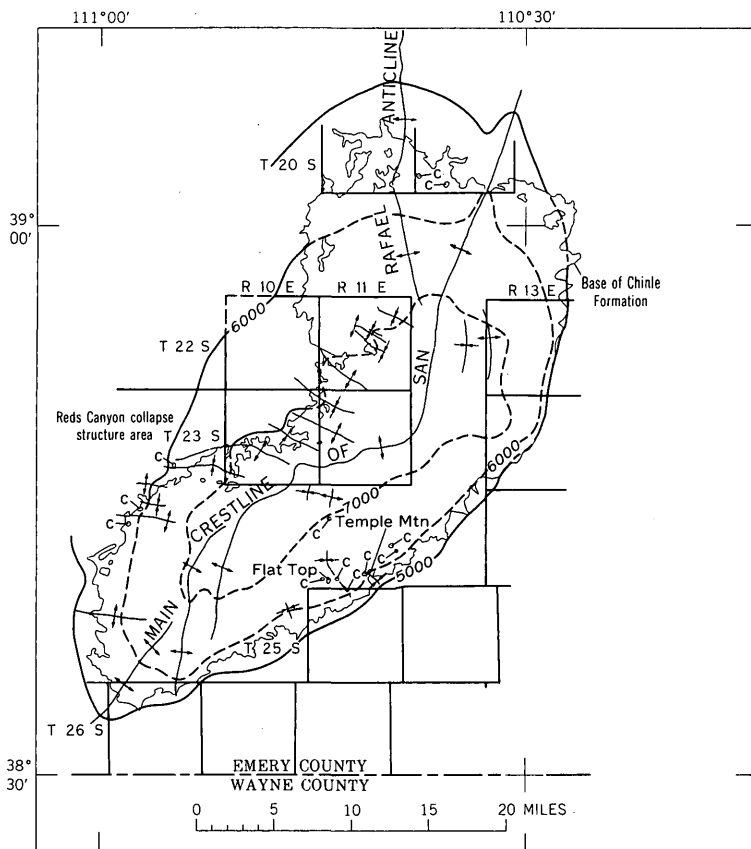 111°00'
110°30'
ANTICLINE
T 20 S
C
C
39°
00'
RAFAEL
Base of Chinle
Formation
R 10 E
R 11 E
R 13 E
6000
T 22 S
SAN
Reds Canyon collapse
structure area
T 23 S
OF
C
6000
C
C
CRESTLINE
7000
C
Temple Mtn
C
C
C
Flat Top
C
C
C
C
5000
MAIN
T 25 S
T 26 S
38°
30'
EMERY COUNTY
WAYNE COUNTY
0 5 10 15 20 MILES